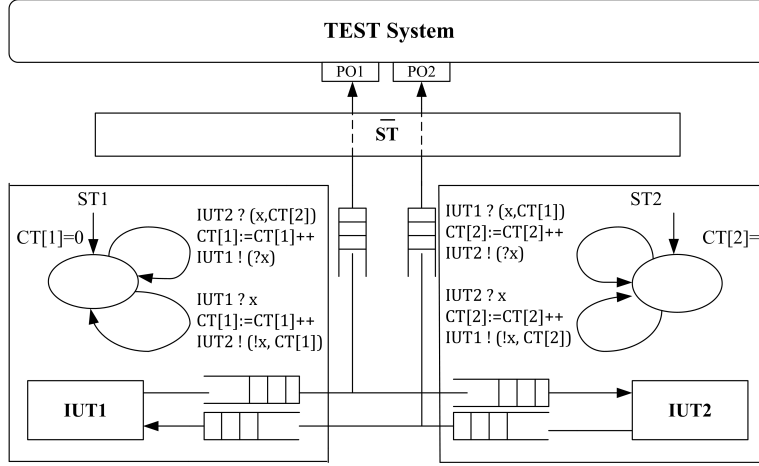 TEST System
PO1
PO2
ST
ST1
CT[1]=0
IUT2 ? (x,CT[2])
CT[1]:=CT[1]++
IUT1 ! (?x)
IUT1 ? x
CT[1]:=CT[1]++
IUT2 ! (!x, CT[1])
IUT1 ? (x,CT[1])
CT[2]:=CT[2]++
IUT2 ! (?x)
IUT2 ? x
CT[2]:=CT[2]++
IUT1 ! (!x, CT[2])
ST2
CT[2]=
IUT1
IUT2